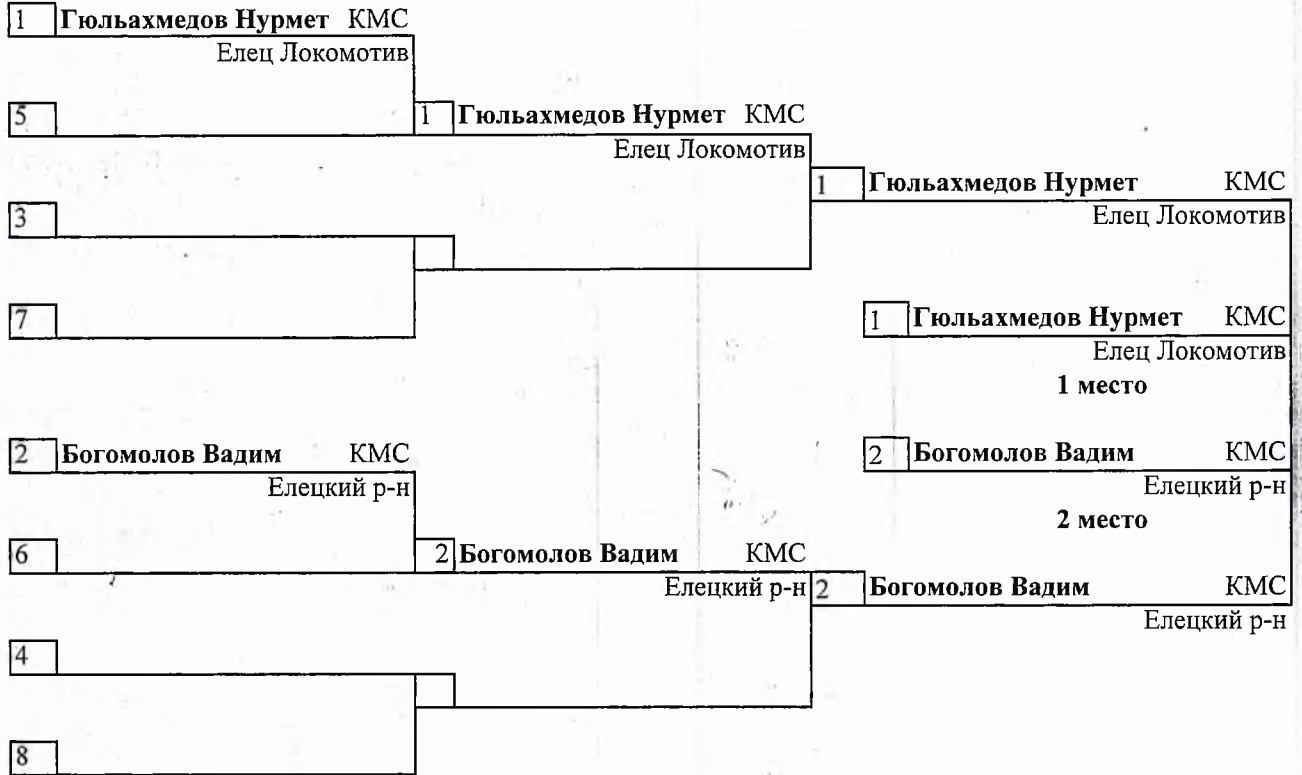 1 Гюльахмедов Нурмет КМС
Елец Локомотив
5
1 Гюльахмедов Нурмет КМС
Елец Локомотив
1 Гюльахмедов Нурмет КМС
Елец Локомотив
3
7
1 Гюльахмедов Нурмет КМС
Елец Локомотив
1 место
2 Богомолов Вадим КМС
Елецкий р-н
2 Богомолов Вадим КМС
Елецкий р-н
2 место
6
2 Богомолов Вадим КМС
Елецкий р-н
2 Богомолов Вадим КМС
Елецкий р-н
4
8